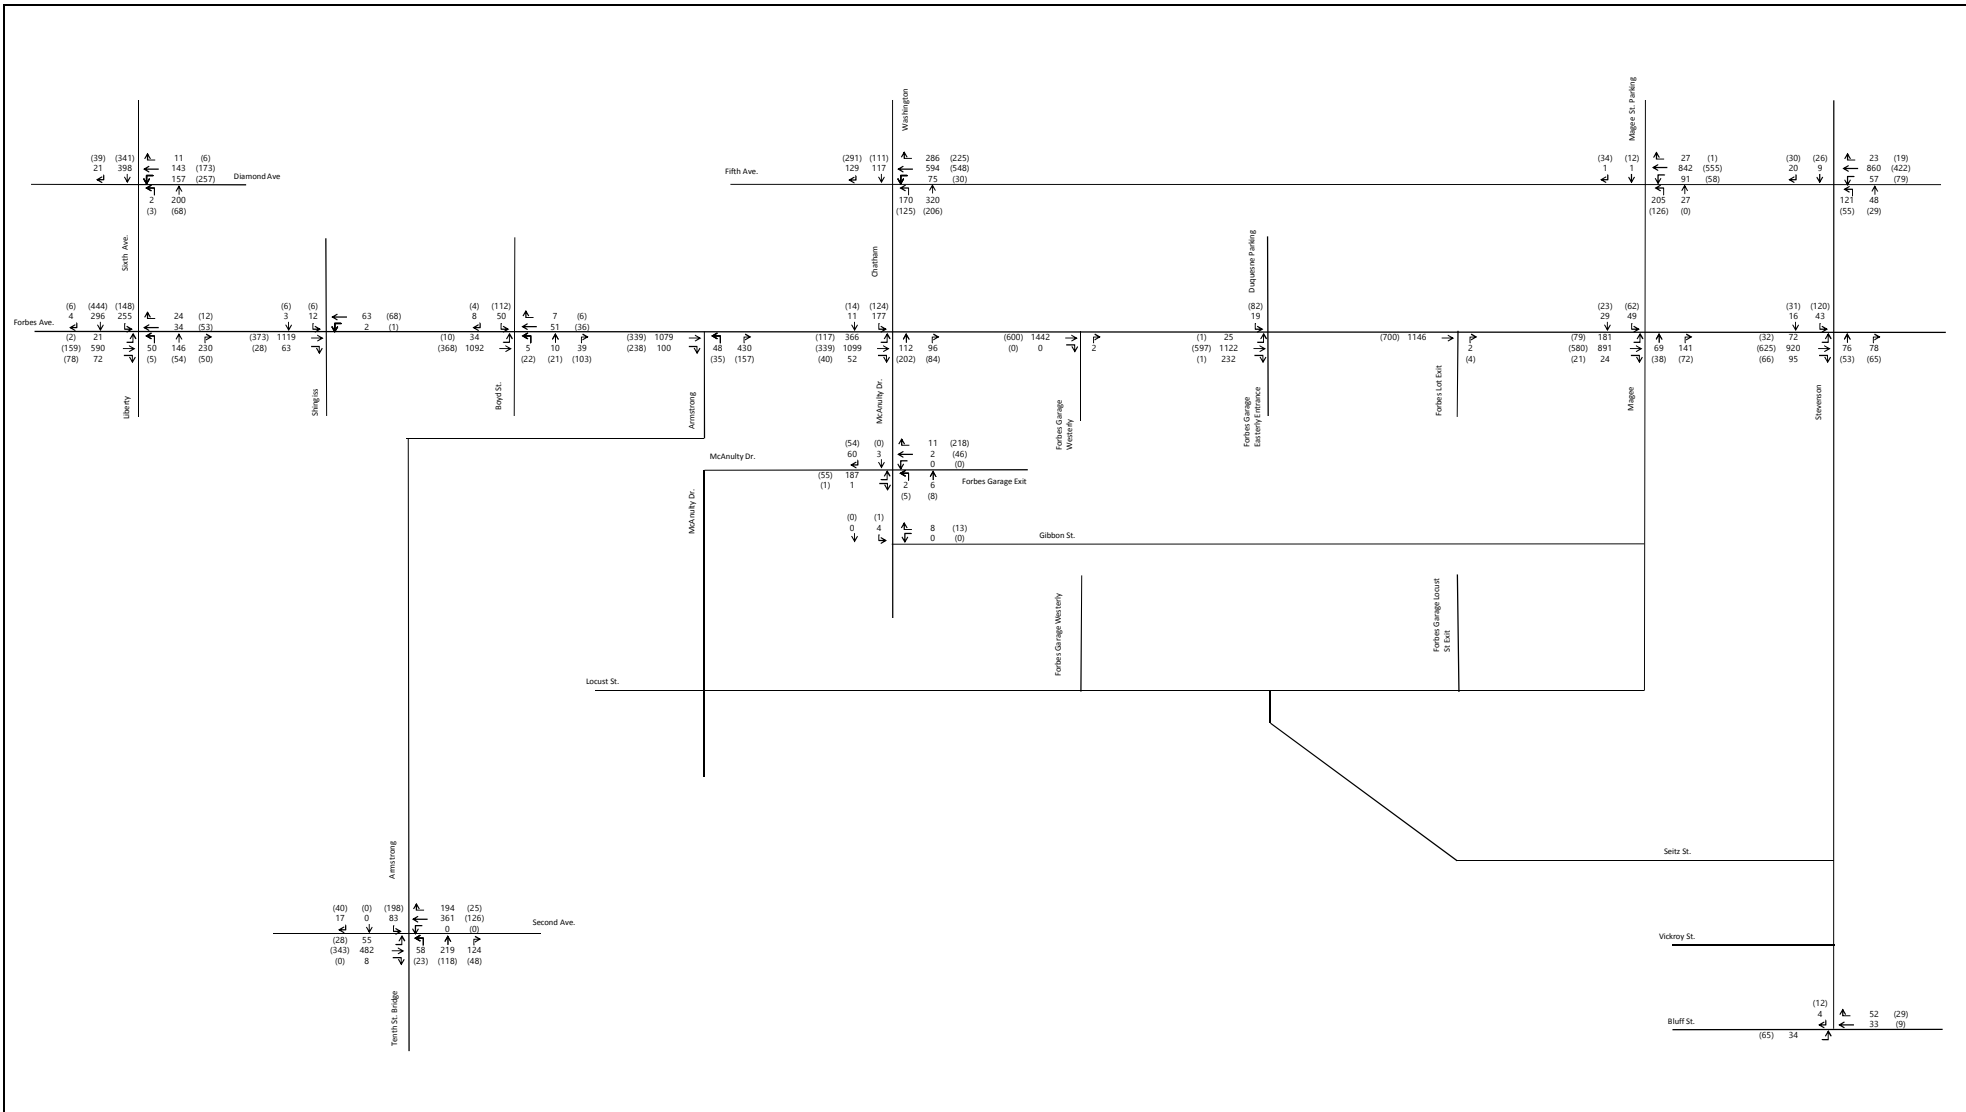 Washington
Magee St. Parking
(39) (341) 11 (6)
21 398 143 (173)
157 (257)
Diamond Ave
2 200
(3) (68)
Fifth Ave.
(291) (111) 286 (225)
129 117 594 (548)
75 (30)
170 320
(125) (206)
(34) (12) 27 (1)
1 1 842 (555)
91 (58)
205 27
(126) (0)
(30) (26) 23 (19)
20 9 860 (422)
57 (79)
121 48
(55) (29)
Sixth Ave.
Chatham
Duquesne Parking
Forbes Ave.
(6) (444) (148) 24 (12)
4 296 255 34 (53)
(2) 21
(159) 590 50 146 230
(78) 72 (5) (54) (50)
Liberty
(6) (6) 63 (68)
3 12 2 (1)
(373) 1119
(28) 63
Shingiss
(4) (112) 7 (6)
8 50 51 (36)
(10) 34
(368) 1092 5 10 39
(22) (21) (103)
Boyd St.
(339) 1079
(238) 100 48 430
(35) (157)
Armstrong
(14) (124)
11 177
(117) 366
(339) 1099 112 96
(40) 52 (202) (84)
McAnulty Dr.
(600) 1442
(0) 0 2
Forbes Garage
Westerly
(82)
19
(1) 25
(597) 1122
(1) 232
Forbes Garage
Easterly Entrance
(700) 1146
2
(4)
Forbes Lot Exit
(23) (62)
29 49
(79) 181
(580) 891 69 141
(21) 24 (38) (72)
Magee
(31) (120)
16 43
(32) 72
(625) 920 76 78
(66) 95 (53) (65)
Stevenson
McAnulty Dr.
(54) (0) 11 (218)
60 3 2 (46)
0 (0)
(55) 187
(1) 1 2 6
(5) (8)
Forbes Garage Exit
McAnulty Dr.
(0) (1) 8 (13)
0 4 0 (0)
Gibbon St.
Forbes Garage Westerly
Forbes Garage Locust
St Exit
Locust St.
Seitz St.
Armstrong
(40) (0) (198) 194 (25)
17 0 83 361 (126)
0 (0)
Second Ave.
(28) 55
(343) 482 58 219 124
(0) 8 (23) (118) (48)
Tenth St. Bridge
Vickroy St.
(12)
4 52 (29)
33 (9)
Bluff St.
(65) 34